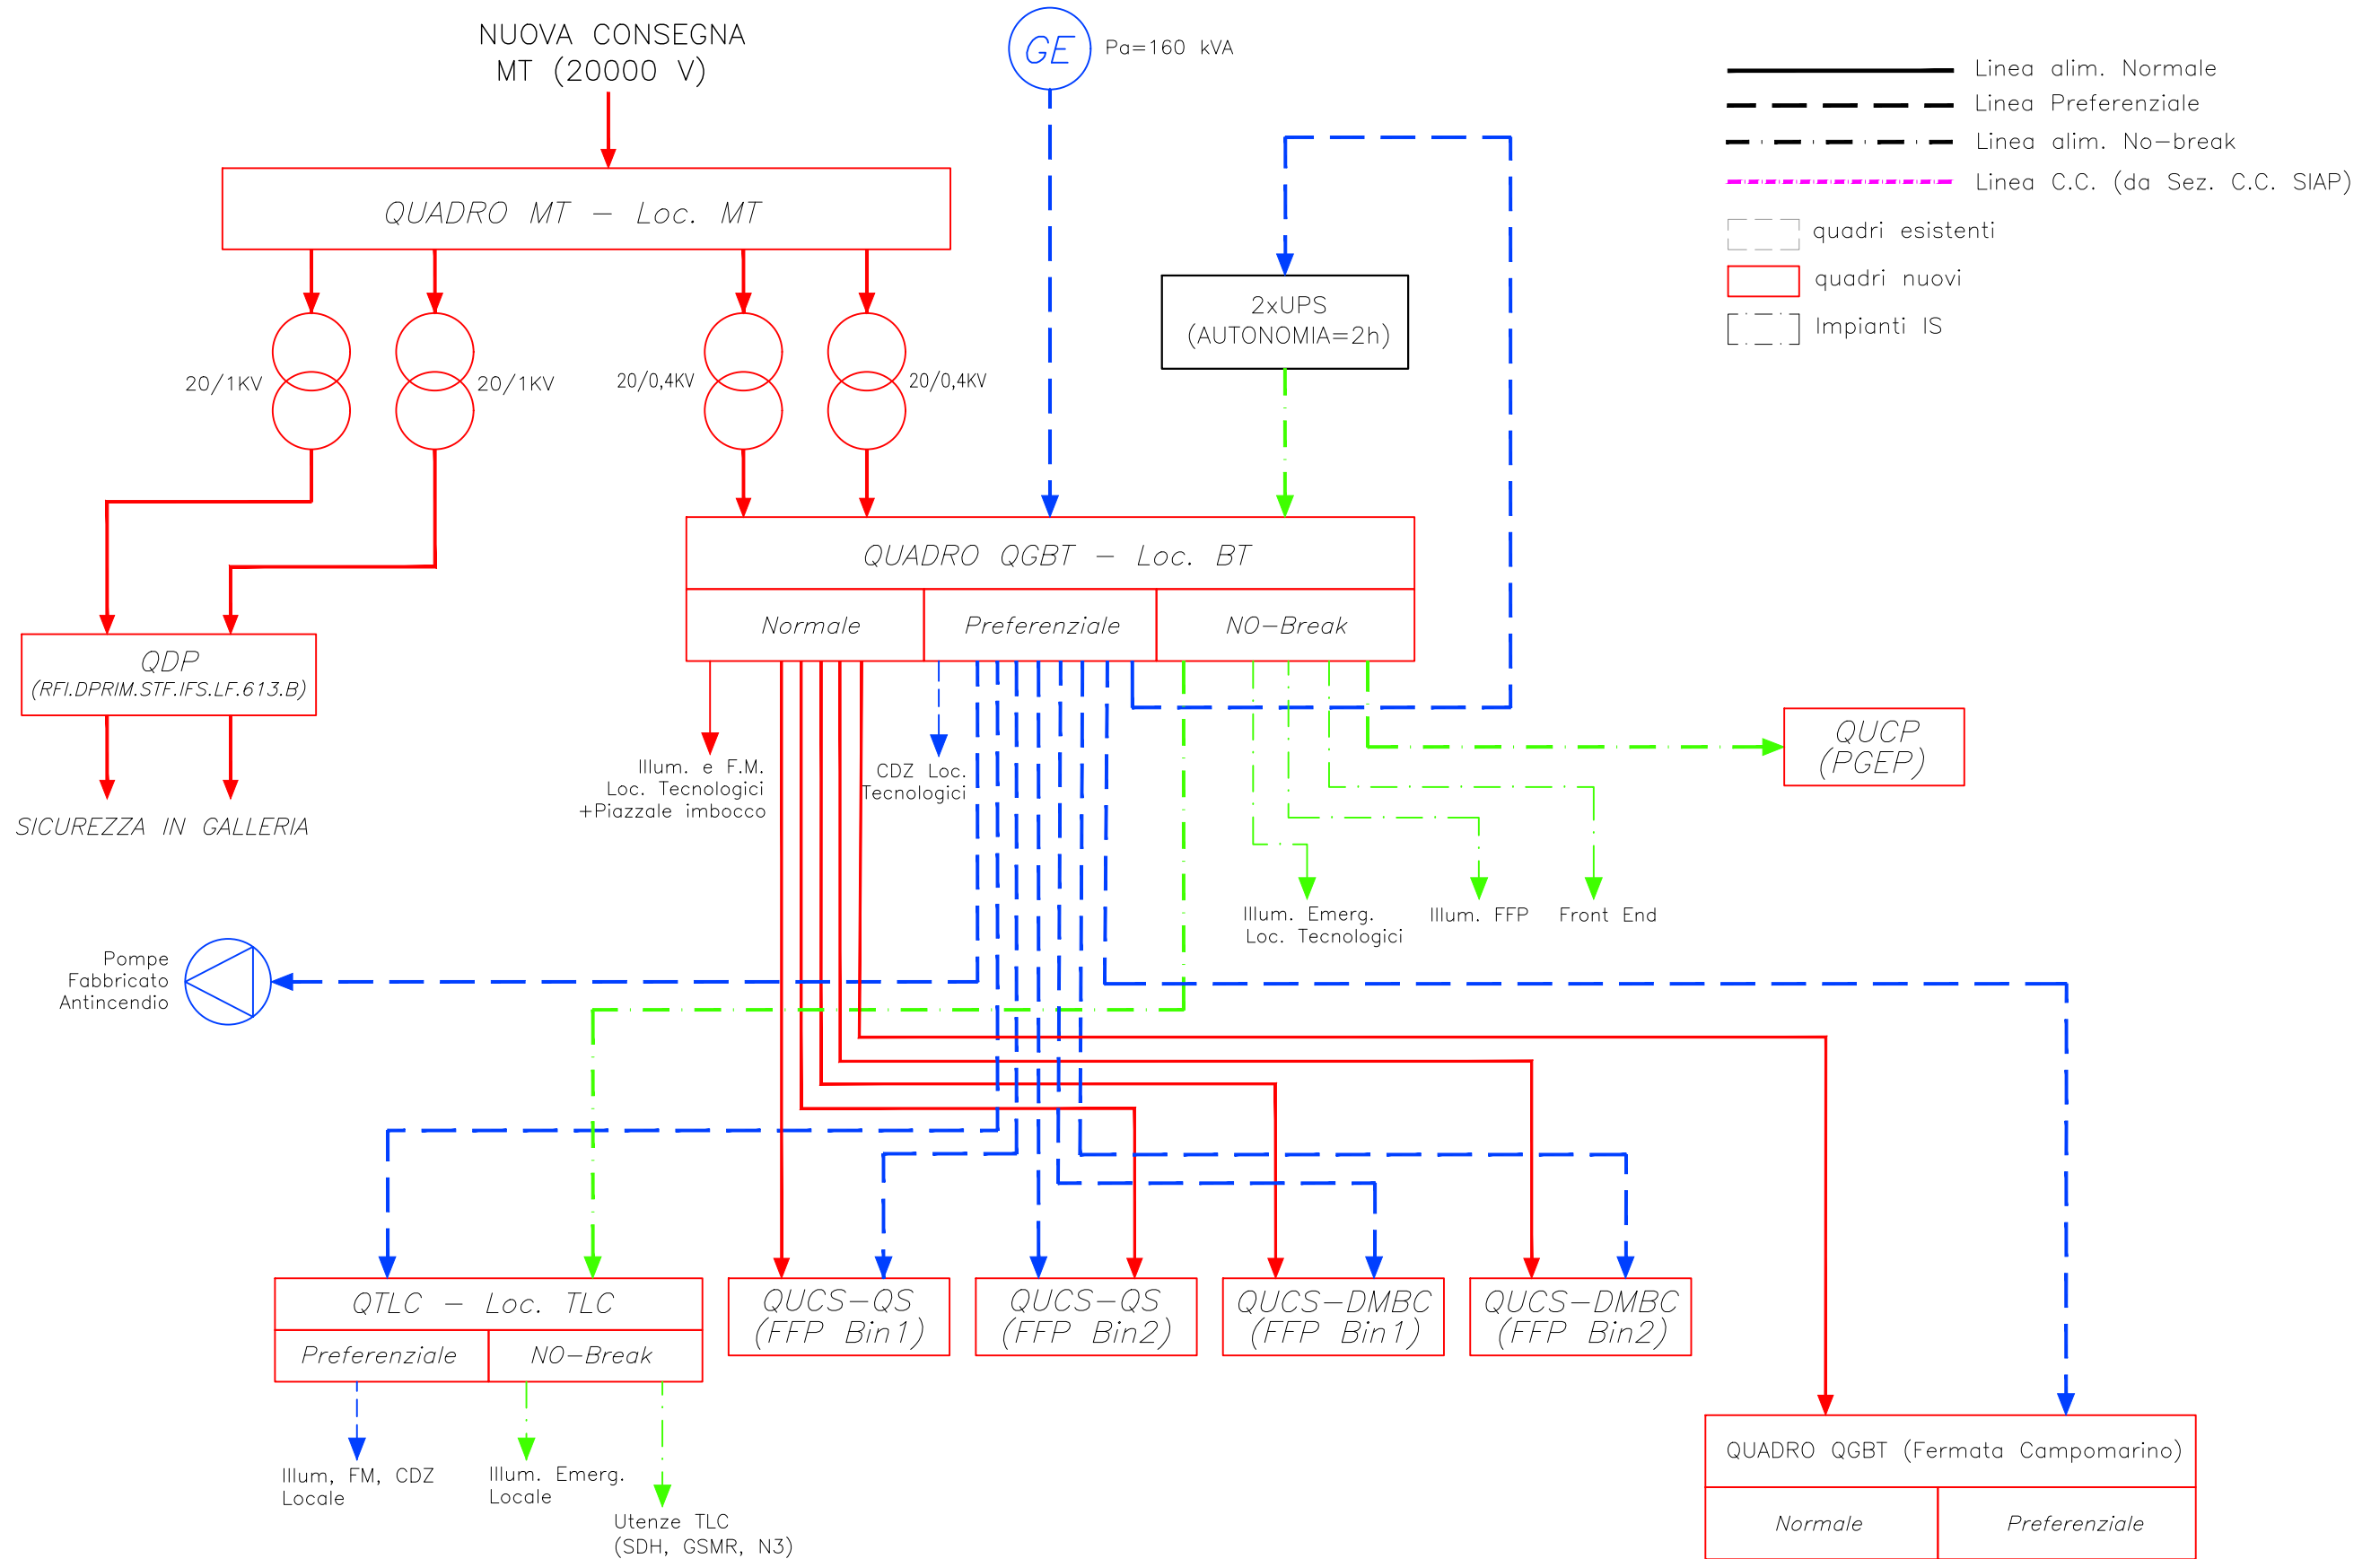 NUOVA CONSEGNA
MT (20000 V)
GE
Pa=160 kVA
Linea alim. Normale
Linea Preferenziale
Linea alim. No-break
Linea C.C. (da Sez. C.C. SIAP)
quadri esistenti
quadri nuovi
Impianti IS
QUADRO MT - Loc. MT
2xUPS
(AUTONOMIA=2h)
20/1KV
20/1KV
20/0,4KV
20/0,4KV
QUADRO QGBT - Loc. BT
Normale
Preferenziale
NO-Break
QDP
(RFI.DPRIM.STF.IFS.LF.613.B)
SICUREZZA IN GALLERIA
Illum. e F.M.
Loc. Tecnologici
+Piazzale imbocco
CDZ Loc.
Tecnologici
QUCP
(PGEP)
Illum. Emerg.
Loc. Tecnologici
Illum. FFP
Front End
Pompe
Fabbricato
Antincendio
QTLC - Loc. TLC
Preferenziale
NO-Break
QUCS-QS
(FFP Bin1)
QUCS-QS
(FFP Bin2)
QUCS-DMBC
(FFP Bin1)
QUCS-DMBC
(FFP Bin2)
Illum, FM, CDZ
Locale
Illum. Emerg.
Locale
Utenze TLC
(SDH, GSMR, N3)
QUADRO QGBT (Fermata Campomarino)
Normale
Preferenziale